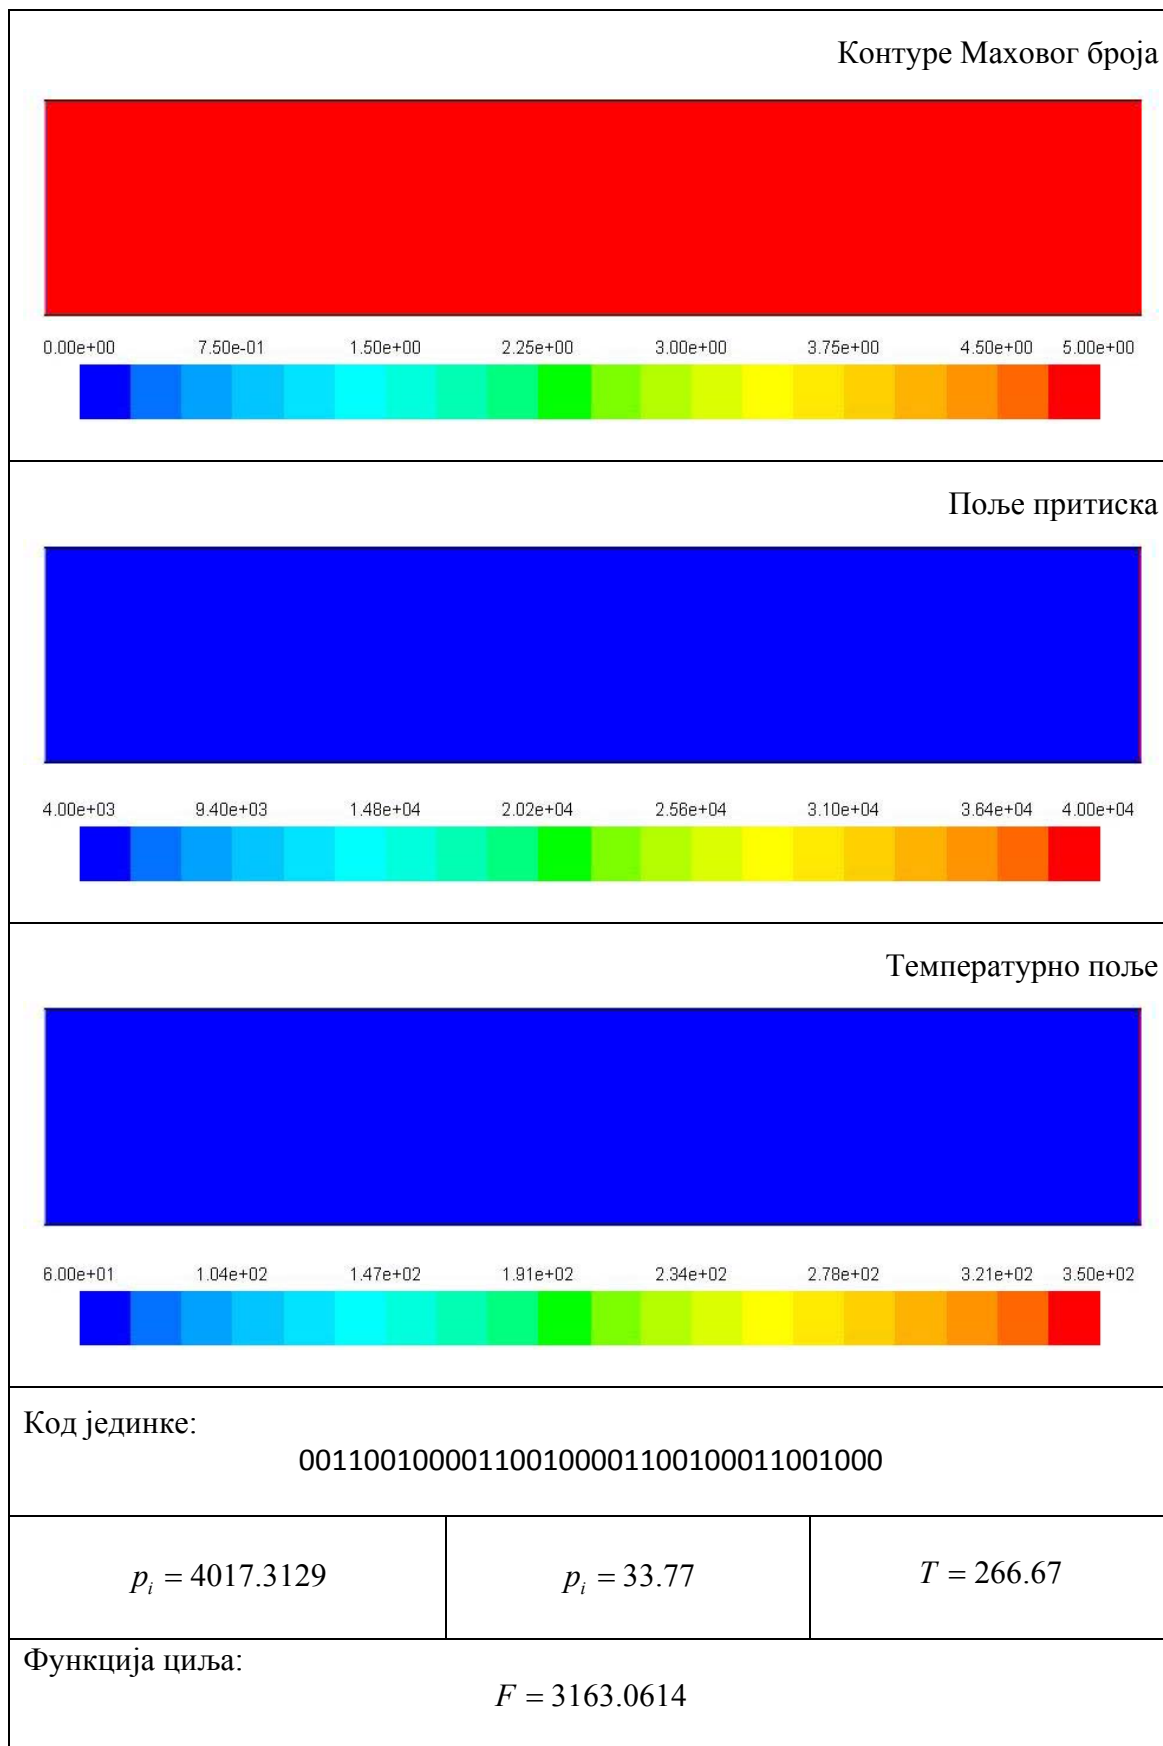 Контуре Маховог броја
0.00e+00 7.50e-01 1.50e+00 2.25e+00 3.00e+00 3.75e+00 4.50e+00 5.00e+00
Поље притиска
4.00e+03 9.40e+03 1.48e+04 2.02e+04 2.56e+04 3.10e+04 3.64e+04 4.00e+04
Температурно поље
6.00e+01 1.04e+02 1.47e+02 1.91e+02 2.34e+02 2.78e+02 3.21e+02 3.50e+02
Код јединке:
00110010000110010000110010001100​1000
p_i = 4017.3129 p_i = 33.77 T = 266.67
Функција циља:
F = 3163.0614